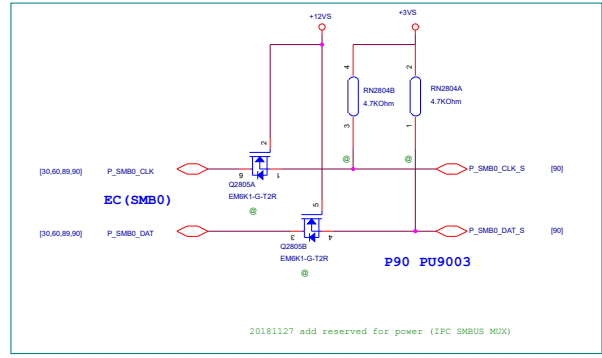 +12VS
+3VS
4
2
RN2804B
RN2804A
4.7KOhm
4.7KOhm
3
1
2
@
@
[30,60,89,90]
P_SMB0_CLK
6
1
P_SMB0_CLK_S
[90]
Q2805A
EC(SMB0)
EM6K1-G-T2R
@
5
[30,60,89,90]
P_SMB0_DAT
3
4
P_SMB0_DAT_S
[90]
Q2805B
EM6K1-G-T2R
P90 PU9003
@
20181127 add reserved for power (IPC SMBUS MUX)